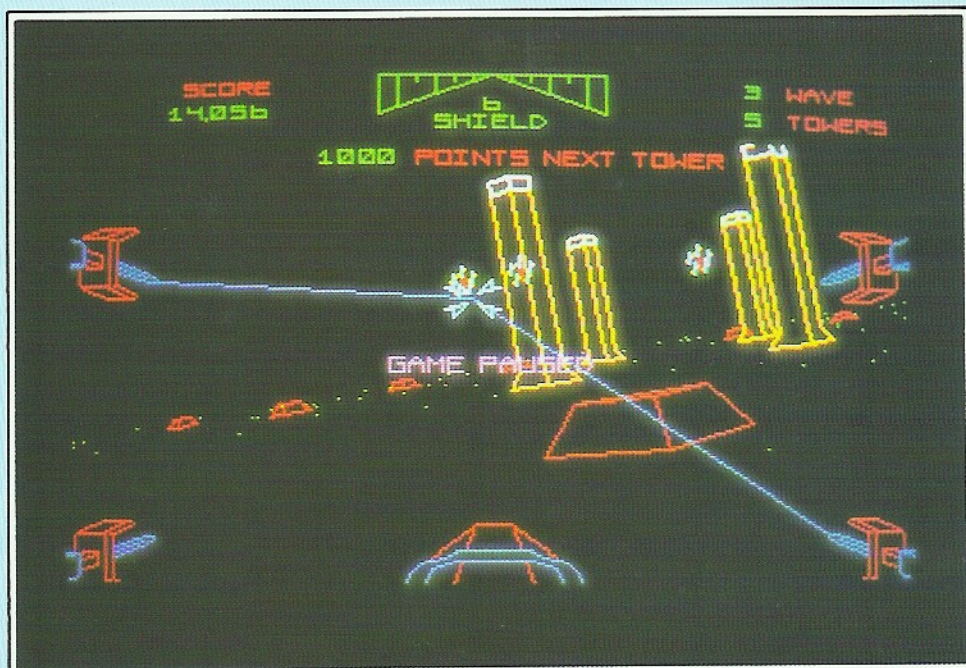 SCORE
14,056
6
SHIELD
3 WAVE
5 TOWERS
1000 POINTS NEXT TOWER
GAME PAUSED